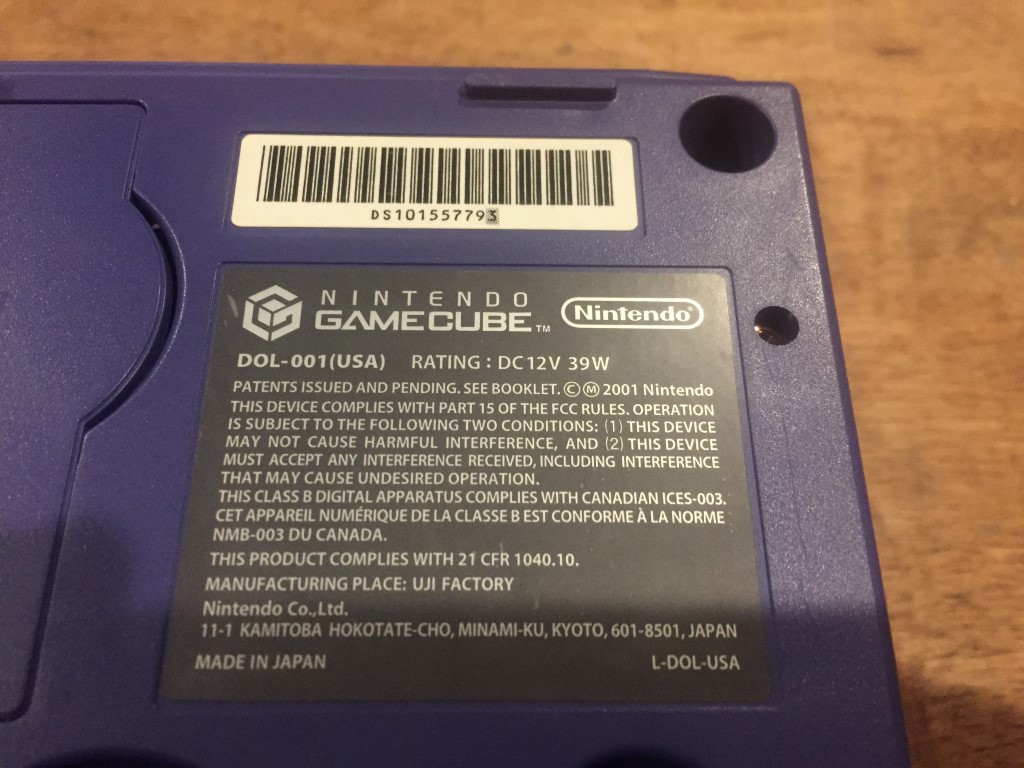 DS101557793
NINTENDO
GAMECUBE™ Nintendo
DOL-001(USA) RATING : DC 12V 39W
PATENTS ISSUED AND PENDING. SEE BOOKLET. Ⓒ Ⓜ 2001 Nintendo
THIS DEVICE COMPLIES WITH PART 15 OF THE FCC RULES. OPERATION
IS SUBJECT TO THE FOLLOWING TWO CONDITIONS: (1) THIS DEVICE
MAY NOT CAUSE HARMFUL INTERFERENCE, AND (2) THIS DEVICE
MUST ACCEPT ANY INTERFERENCE RECEIVED, INCLUDING INTERFERENCE
THAT MAY CAUSE UNDESIRED OPERATION.
THIS CLASS B DIGITAL APPARATUS COMPLIES WITH CANADIAN ICES-003.
CET APPAREIL NUMÉRIQUE DE LA CLASSE B EST CONFORME À LA NORME
NMB-003 DU CANADA.
THIS PRODUCT COMPLIES WITH 21 CFR 1040.10.
MANUFACTURING PLACE: UJI FACTORY
Nintendo Co.,Ltd.
11-1 KAMITOBA HOKOTATE-CHO, MINAMI-KU, KYOTO, 601-8501, JAPAN
MADE IN JAPAN L-DOL-USA